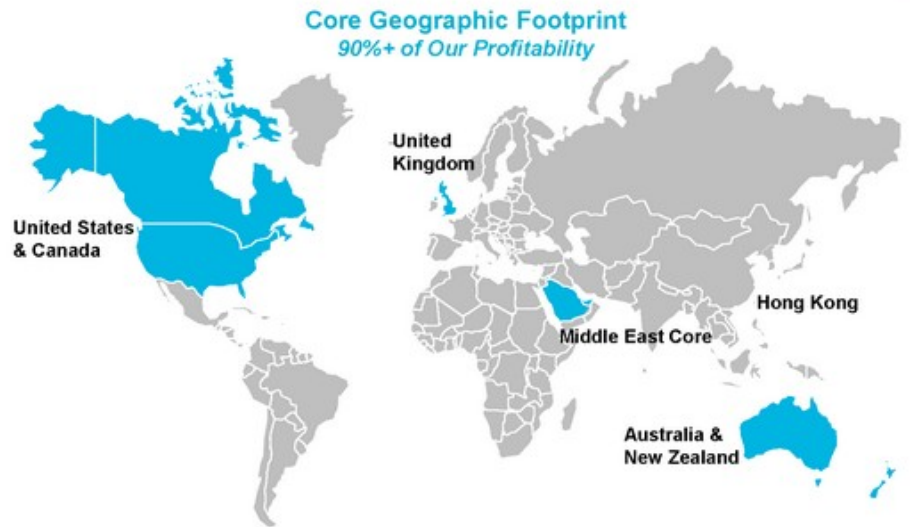 Core Geographic Footprint
90%+ of Our Profitability
United
Kingdom
United States
& Canada
Hong Kong
Middle East Core
Australia &
New Zealand